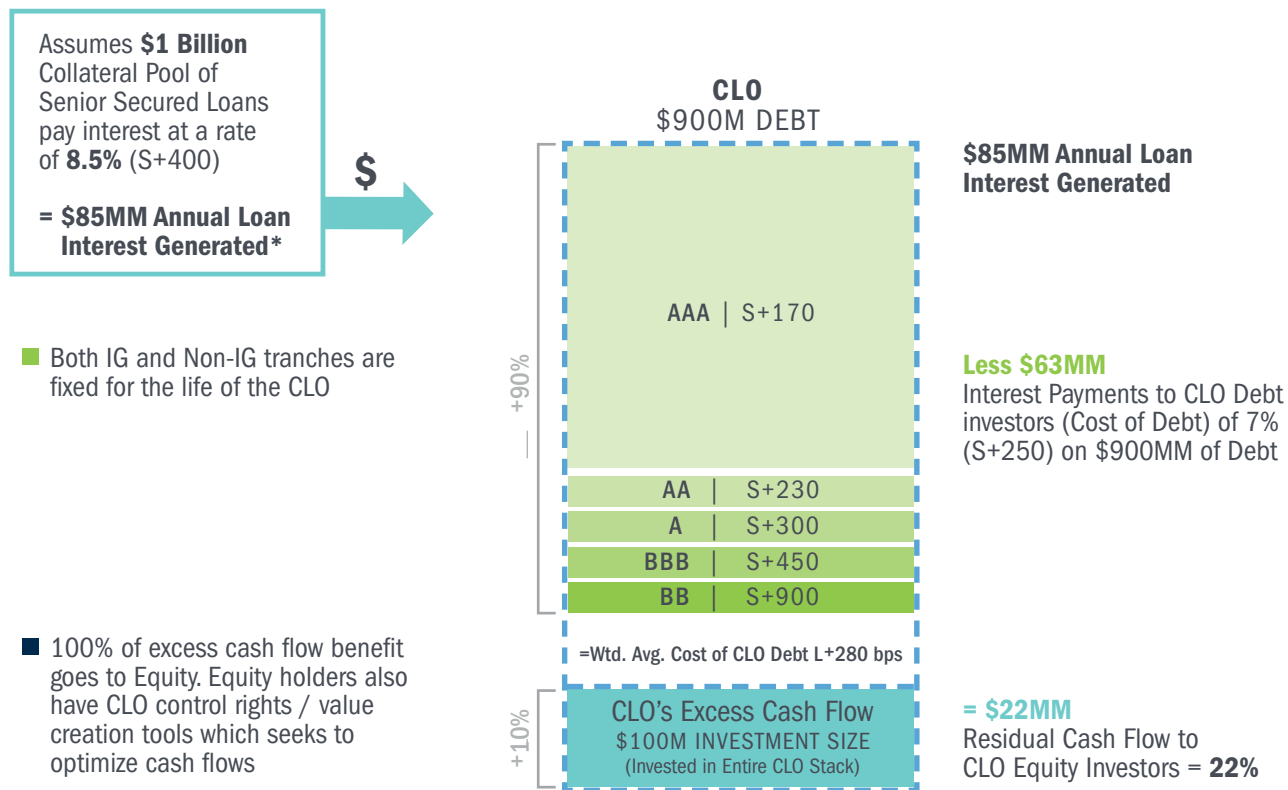 Assumes $1 Billion
Collateral Pool of
Senior Secured Loans
pay interest at a rate
of 8.5% (S+400)
= $85MM Annual Loan
Interest Generated*
$
Both IG and Non-IG tranches are
fixed for the life of the CLO
100% of excess cash flow benefit
goes to Equity. Equity holders also
have CLO control rights / value
creation tools which seeks to
optimize cash flows
CLO
$900M DEBT
+90%
AAA | S+170
AA | S+230
A | S+300
BBB | S+450
BB | S+900
=Wtd. Avg. Cost of CLO Debt L+280 bps
+10%
CLO's Excess Cash Flow
$100M INVESTMENT SIZE
(Invested in Entire CLO Stack)
$85MM Annual Loan
Interest Generated
Less $63MM
Interest Payments to CLO Debt
investors (Cost of Debt) of 7%
(S+250) on $900MM of Debt
= $22MM
Residual Cash Flow to
CLO Equity Investors = 22%